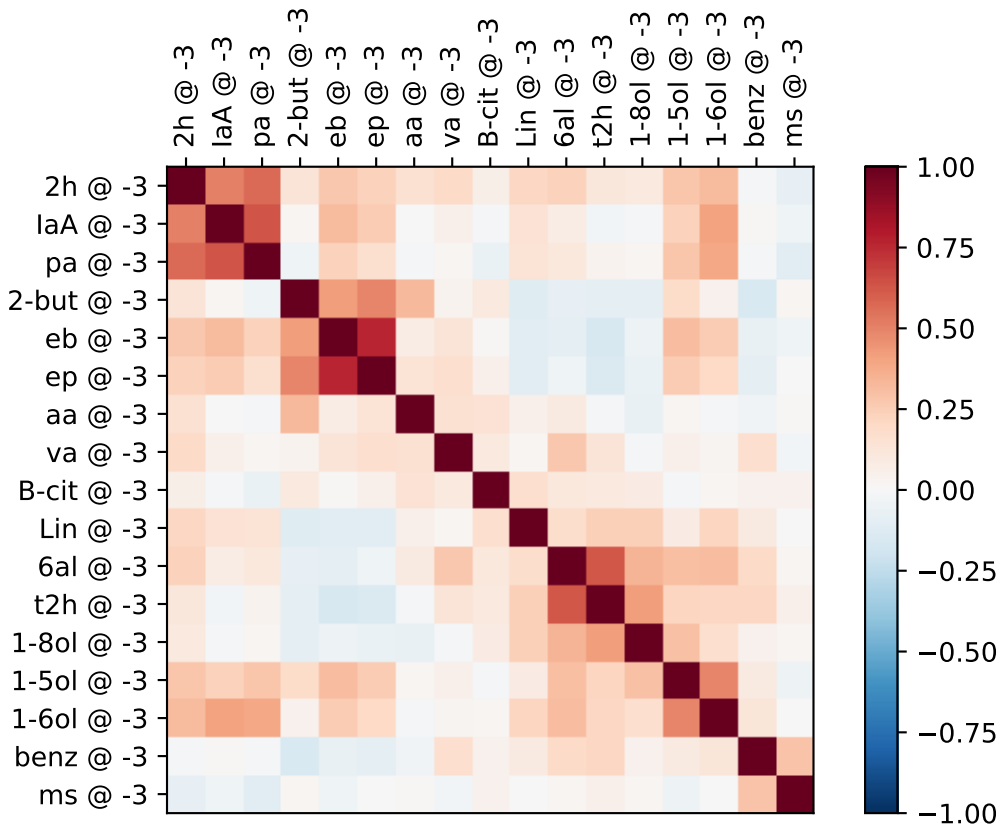 2h @ -3
IaA @ -3
pa @ -3
2-but @ -3
eb @ -3
ep @ -3
aa @ -3
va @ -3
B-cit @ -3
Lin @ -3
6al @ -3
t2h @ -3
1-8ol @ -3
1-5ol @ -3
1-6ol @ -3
benz @ -3
ms @ -3
2h @ -3
IaA @ -3
pa @ -3
2-but @ -3
eb @ -3
ep @ -3
aa @ -3
va @ -3
B-cit @ -3
Lin @ -3
6al @ -3
t2h @ -3
1-8ol @ -3
1-5ol @ -3
1-6ol @ -3
benz @ -3
ms @ -3
1.00
0.75
0.50
0.25
0.00
−0.25
−0.50
−0.75
−1.00